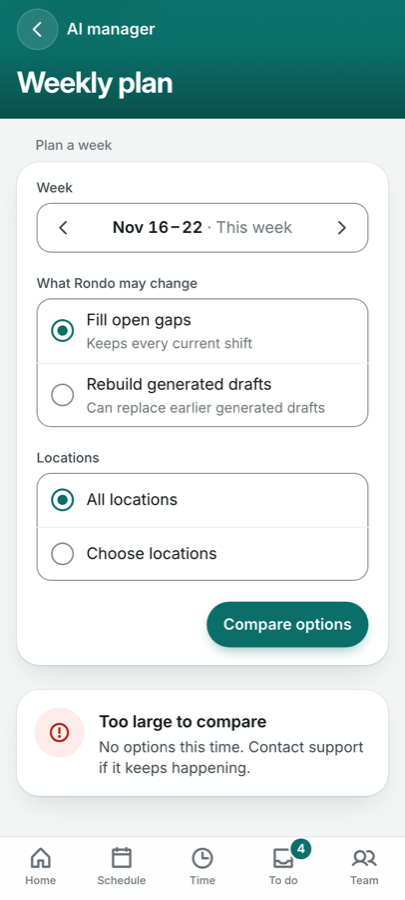 AI manager
Weekly plan
Plan a week
Week
Nov 16 – 22 · This week
What Rondo may change
Fill open gaps
Keeps every current shift
Rebuild generated drafts
Can replace earlier generated drafts
Locations
All locations
Choose locations
Compare options
Too large to compare
No options this time. Contact support
if it keeps happening.
4
Home
Schedule
Time
To do
Team